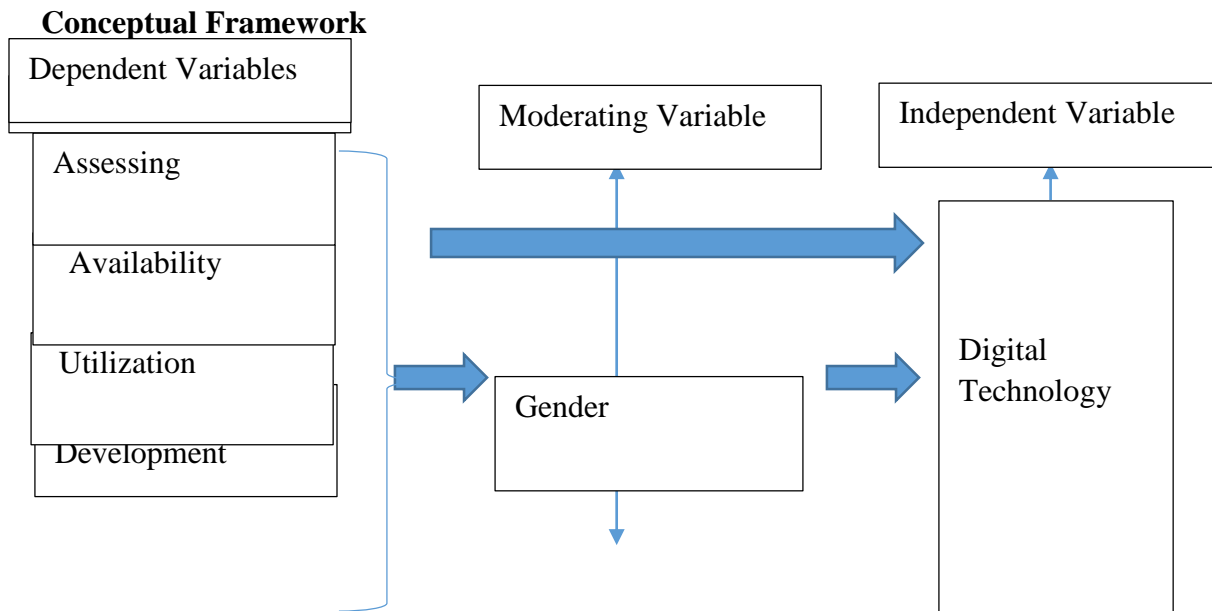 Conceptual Framework
Dependent Variables
Moderating Variable
Independent Variable
Assessing
Availability
Utilization
Development
Gender
Digital
Technology